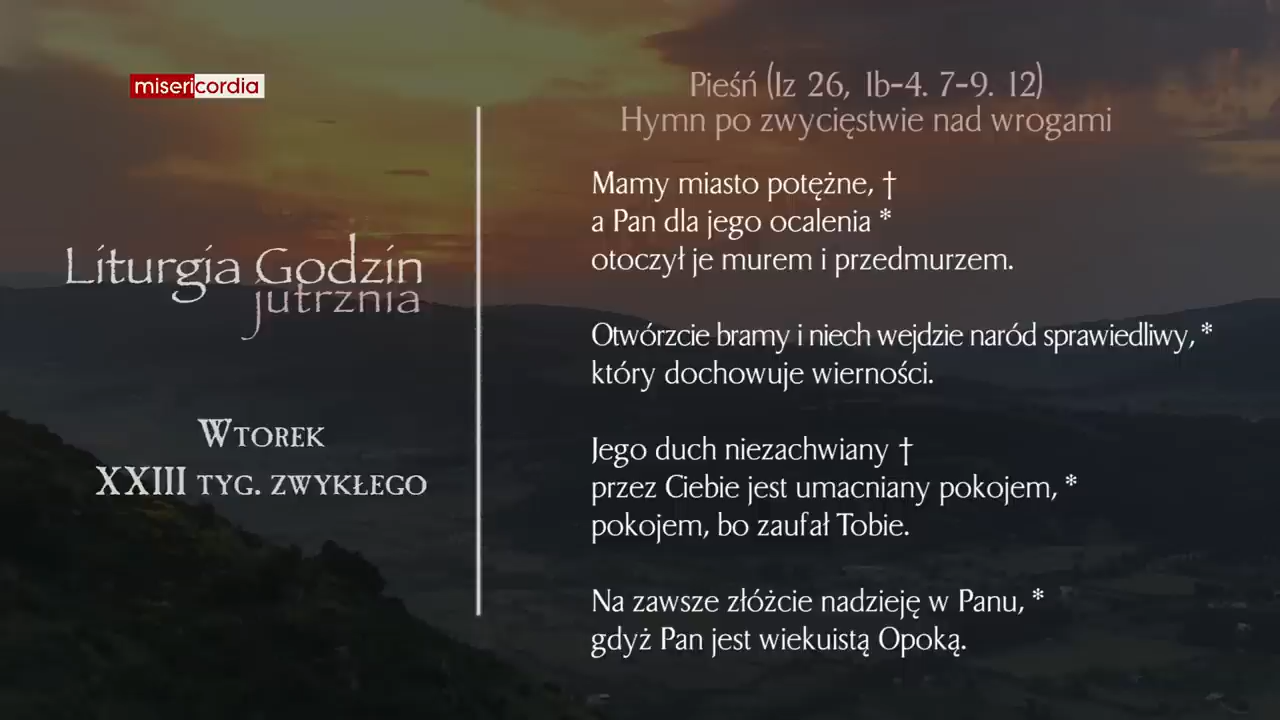 misericordia
Liturgia Godzin
jutrznia
Wtorek
XXIII tyg. zwykłego
Pieśń (Iz 26, 1b-4. 7-9. 12)
Hymn po zwycięstwie nad wrogami
Mamy miasto potężne, †
a Pan dla jego ocalenia *
otoczył je murem i przedmurzem.
Otwórzcie bramy i niech wejdzie naród sprawiedliwy, *
który dochowuje wierności.
Jego duch niezachwiany †
przez Ciebie jest umacniany pokojem, *
pokojem, bo zaufał Tobie.
Na zawsze złóżcie nadzieję w Panu, *
gdyż Pan jest wiekuistą Opoką.